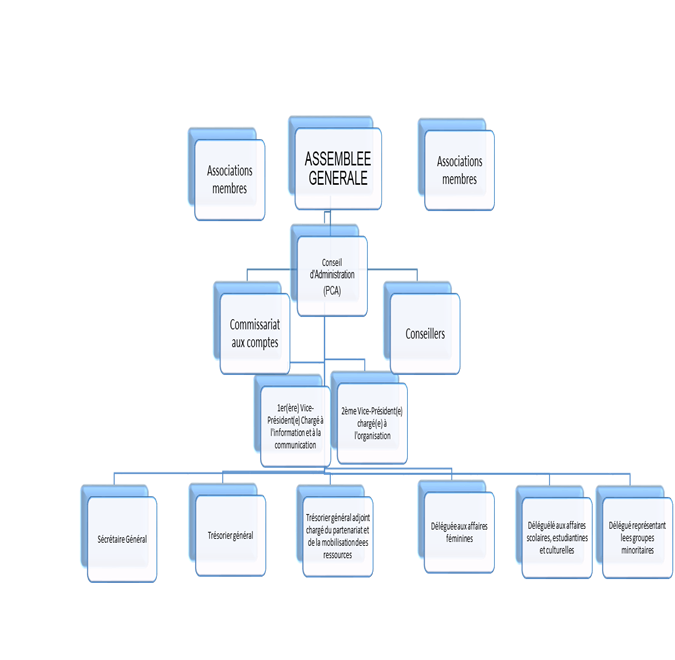 Associations
membres
ASSEMBLEE
GENERALE
Associations
membres
Conseil
d'Administration
(PCA)
Commissariat
aux comptes
Conseillers
1er(ère) Vice-
Président(e) Chargé à
l'information et à la
communication
2ème Vice-Président(e)
chargé(e) à
l'organisation
Sécrétaire Général
Trésorier général
Trésorier général adjoint
chargé du partenariat et
de la mobilisation dees
ressources
Déléguée aux affaires
féminines
Déléguélé aux affaires
scolaires, estudiantines
et culturelles
Délégué représentant
lees groupes
minoritaires